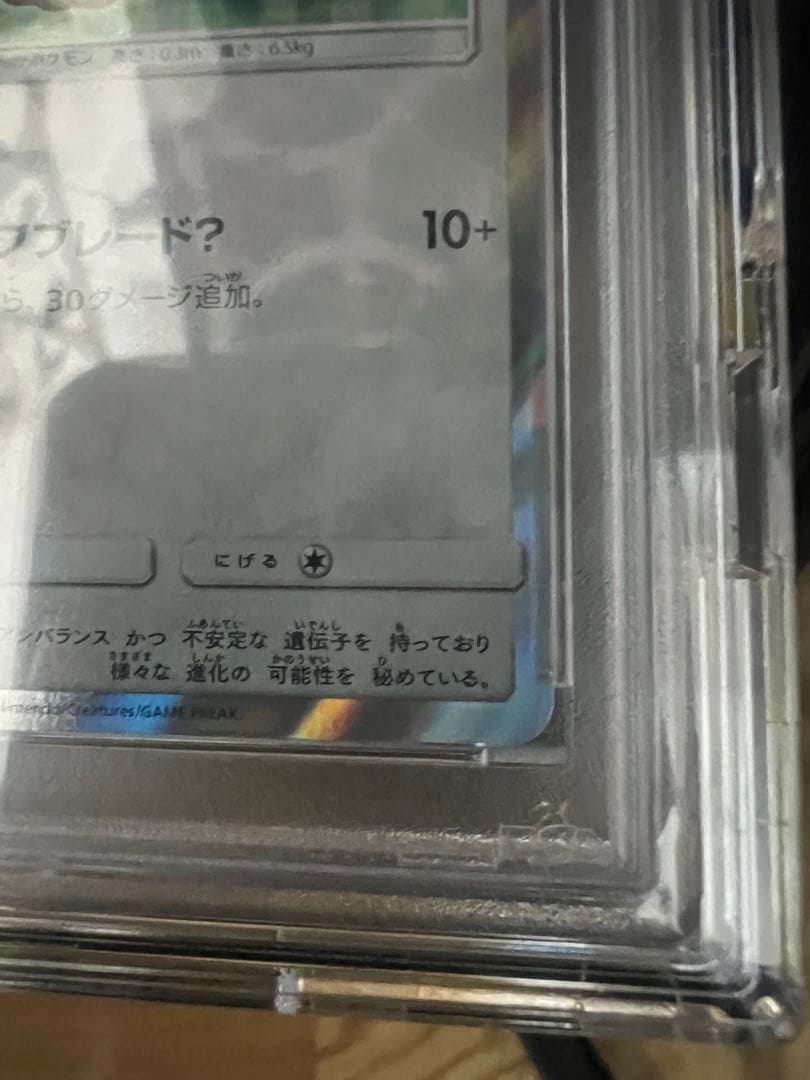 ポケモン 高さ:0.3m 重さ:6.5kg
ブレード? 10+
ら、30ダメージ追加。
にげる
アンバランス かつ 不安定な 遺伝子を 持っており
様々な 進化の 可能性を 秘めている。
Nintendo/Creatures/GAME FREAK.